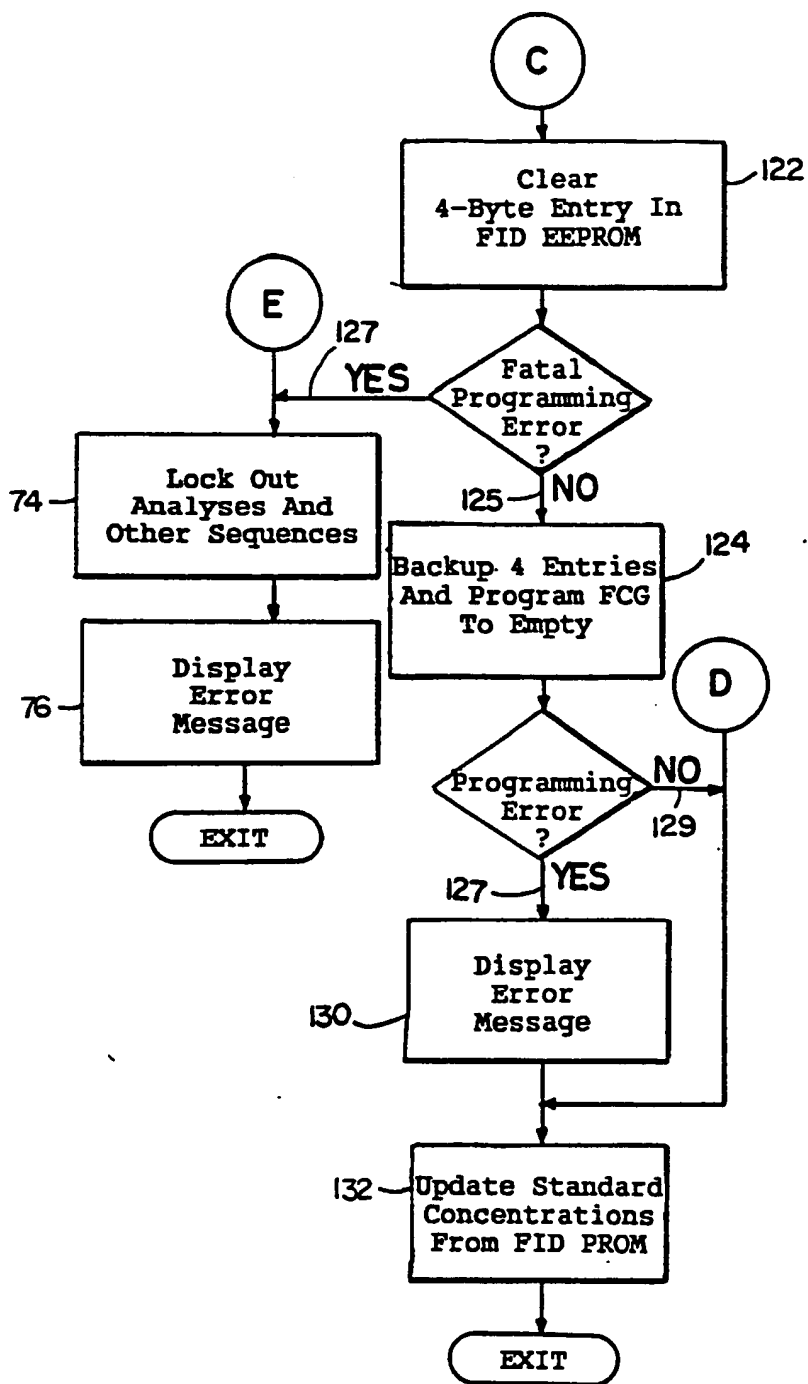 C
122
Clear
4-Byte Entry In
FID EEPROM
E
127
YES
Fatal
Programming
Error
?
125
NO
74
Lock Out
Analyses And
Other Sequences
124
Backup 4 Entries
And Program FCG
To Empty
76
Display
Error
Message
D
EXIT
Programming
Error
?
NO
129
127
YES
130
Display
Error
Message
132
Update Standard
Concentrations
From FID PROM
EXIT